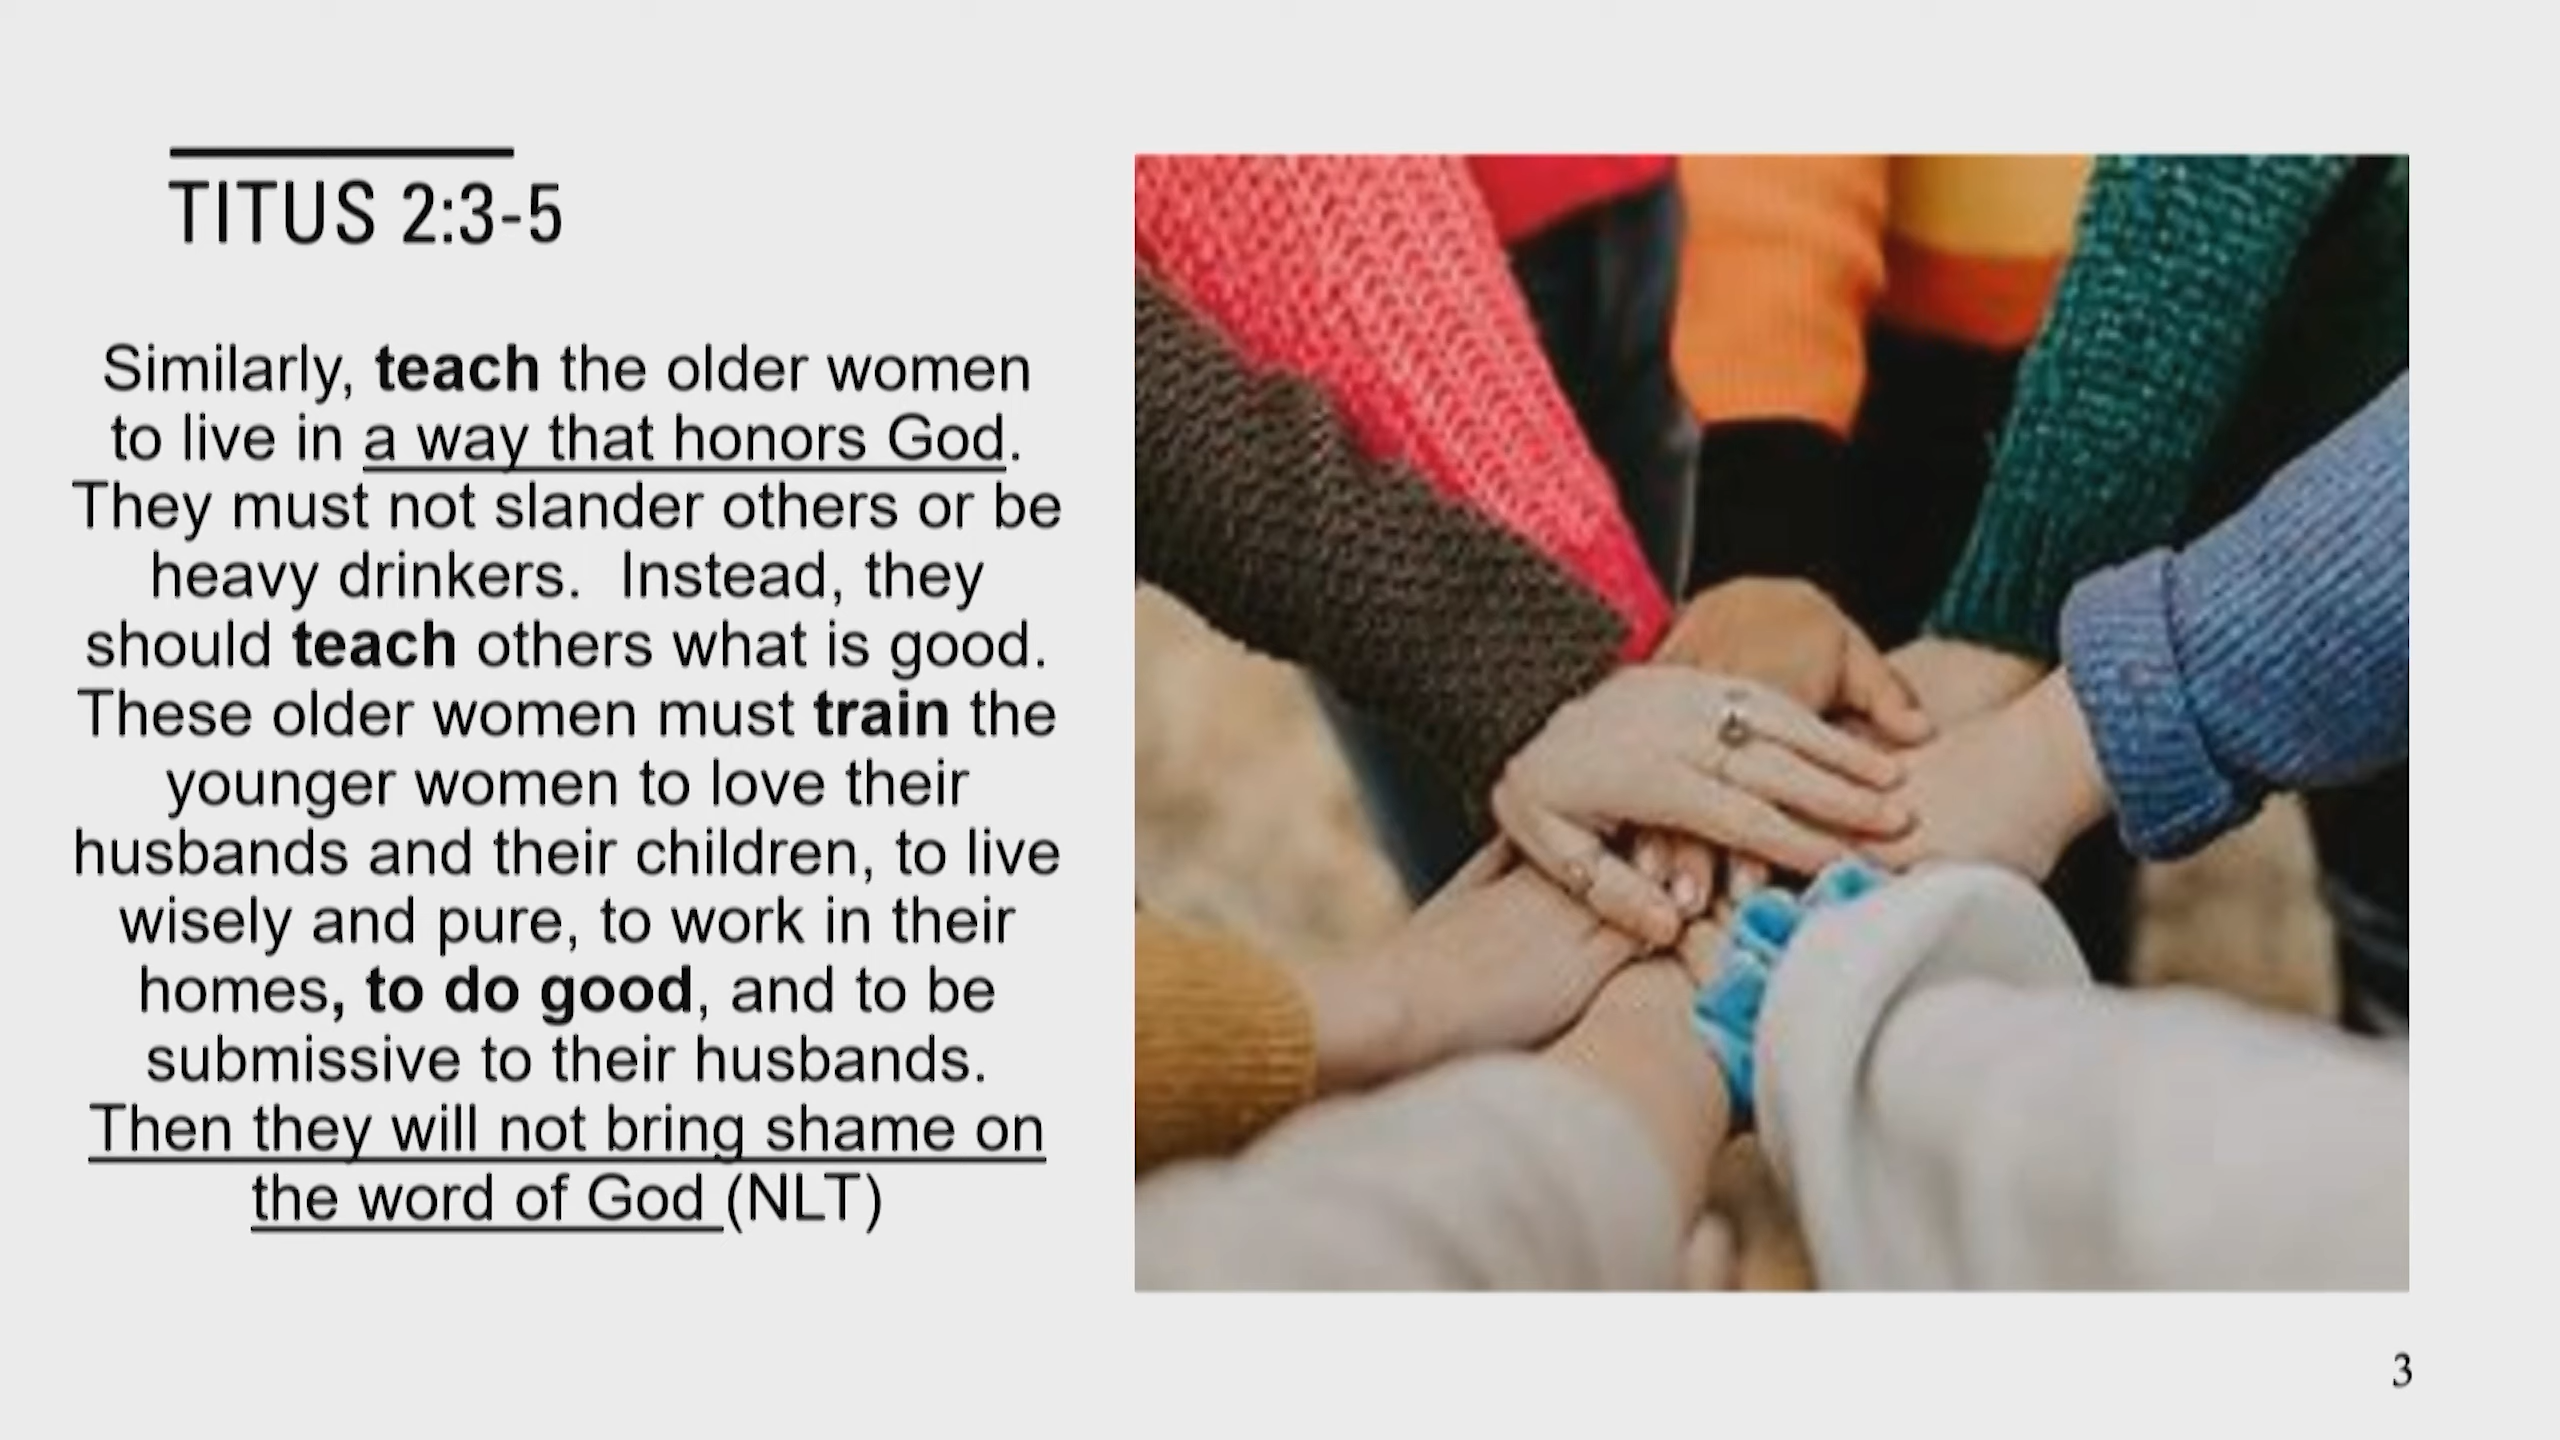 TITUS 2:3-5
Similarly, teach the older women
to live in a way that honors God.
They must not slander others or be
heavy drinkers.  Instead, they
should teach others what is good.
These older women must train the
younger women to love their
husbands and their children, to live
wisely and pure, to work in their
homes, to do good, and to be
submissive to their husbands.
Then they will not bring shame on
the word of God (NLT)
3